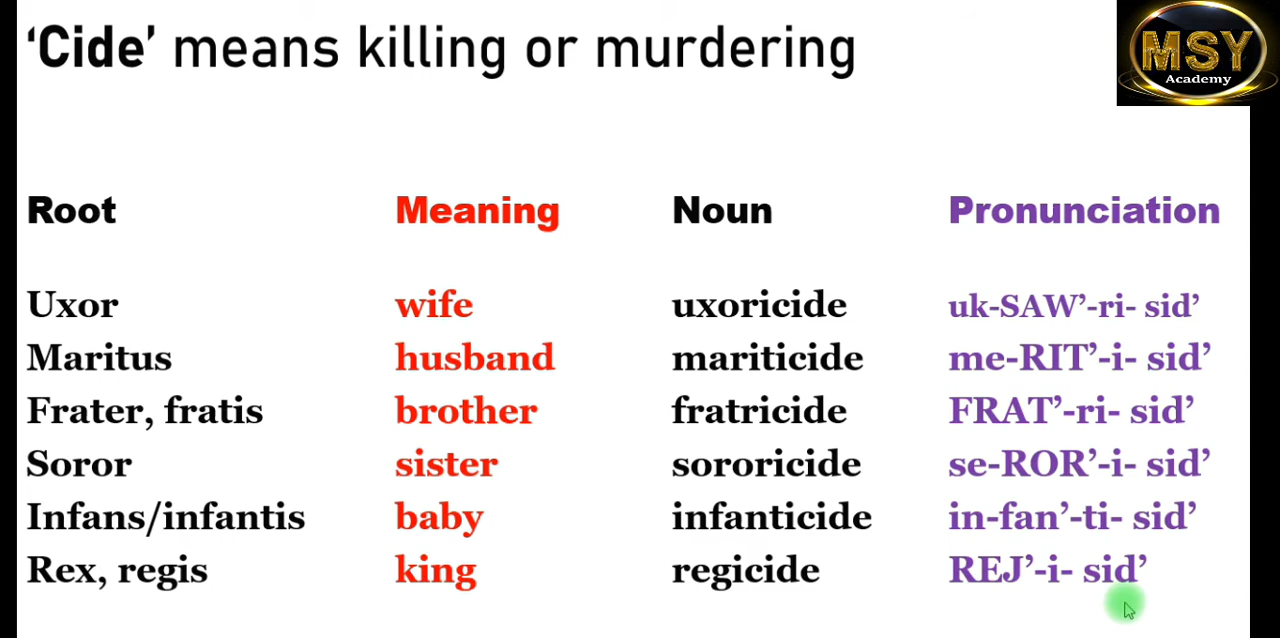 ‘Cide’ means killing or murdering
MSY
Academy
Root Meaning Noun Pronunciation
Uxor wife uxoricide uk-SAW’-ri- sid’
Maritus husband mariticide me-RIT’-i- sid’
Frater, fratis brother fratricide FRAT’-ri- sid’
Soror sister sororicide se-ROR’-i- sid’
Infans/infantis baby infanticide in-fan’-ti- sid’
Rex, regis king regicide REJ’-i- sid’